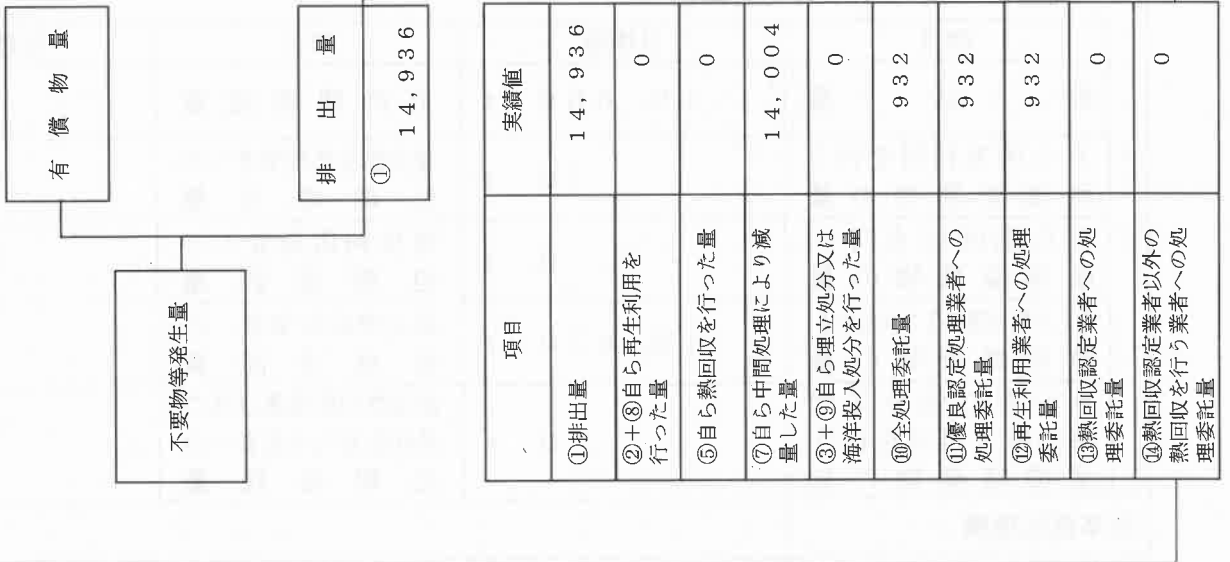 有償物量
不要物等発生量
排出量
① 14,936
項目 実績値
①排出量 14,936
②+⑧自ら再生利用を
行った量 0
⑤自ら熱回収を行った量 0
⑦自ら中間処理により減
量した量 14,004
③+⑨自ら埋立処分又は
海洋投入処分を行った量 0
⑩全処理委託量 932
⑪優良認定処理業者への
処理委託量 932
⑫再生利用業者への処理
委託量 932
⑬熱回収認定業者への処
理委託量 0
⑭熱回収認定業者以外の
熱回収を行う業者への処
理委託量 0